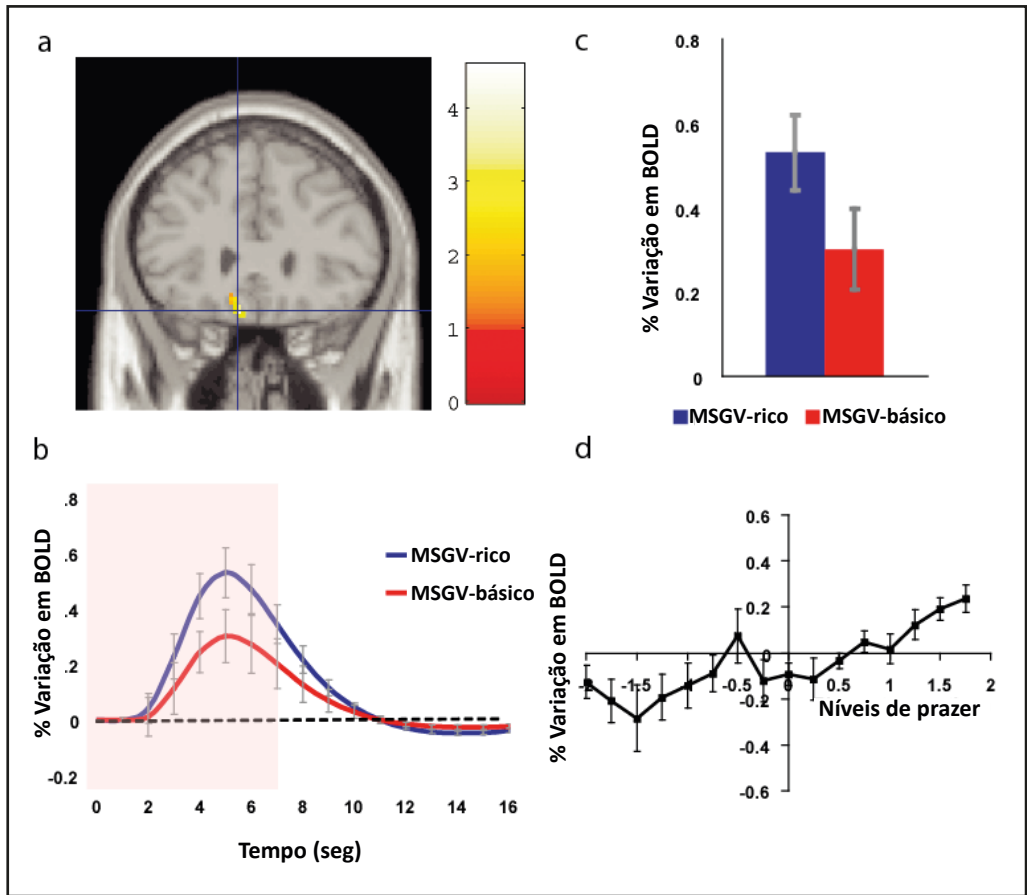 a
4
3
2
1
0
c
% Variação em BOLD
0.8
0.6
0.4
0.2
0
MSGV-rico
MSGV-básico
b
% Variação em BOLD
.8
.6
.4
.2
0
-0.2
MSGV-rico
MSGV-básico
0 2 4 6 8 10 12 14 16
Tempo (seg)
d
% Variação em BOLD
0.6
0.4
0.2
0
-0.2
-0.4
-0.6
-2 -1.5 -1 -0.5 0 0.5 1 1.5 2
Níveis de prazer